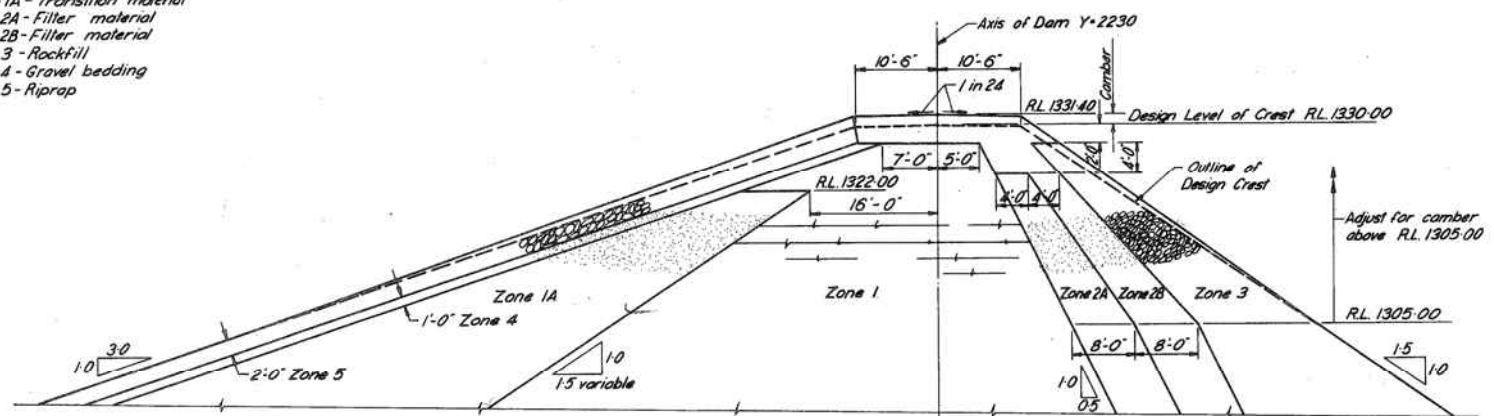 1A - Transition material
2A - Filter material
2B - Filter material
3 - Rockfill
4 - Gravel bedding
5 - Riprap
Axis of Dam Y=2230
10'-6"
10'-6"
Camber
1 in 24
R.L. 1331·40
Design Level of Crest R.L. 1330·00
7'-0"
5'-0"
2'-0"
4'-0"
Outline of
Design Crest
R.L. 1322·00
16'-0"
4'-0"
4'-0"
Adjust for camber
above R.L. 1305·00
Zone 1A
Zone 1
Zone 2A
Zone 2B
Zone 3
1'-0" Zone 4
R.L. 1305·00
3·0
1·0
2'-0" Zone 5
1·0
1·5 variable
8'-0"
8'-0"
1·0
0·5
1·5
1·0